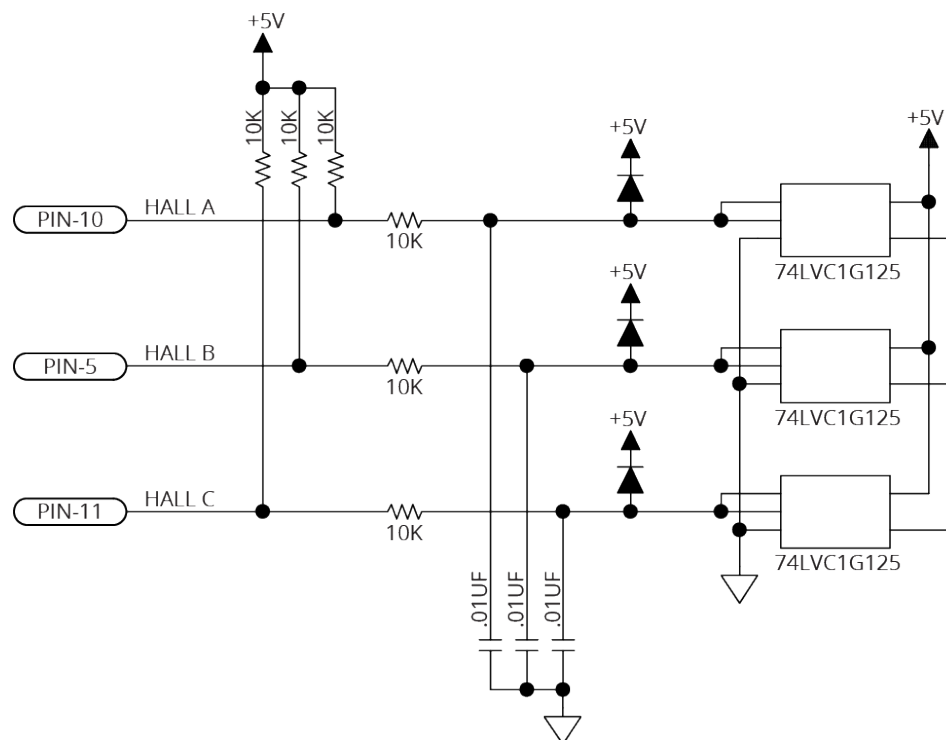 +5V
10K
10K
10K
+5V
+5V
PIN-10
HALL A
10K
74LVC1G125
+5V
PIN-5
HALL B
10K
74LVC1G125
+5V
PIN-11
HALL C
10K
74LVC1G125
.01UF
.01UF
.01UF